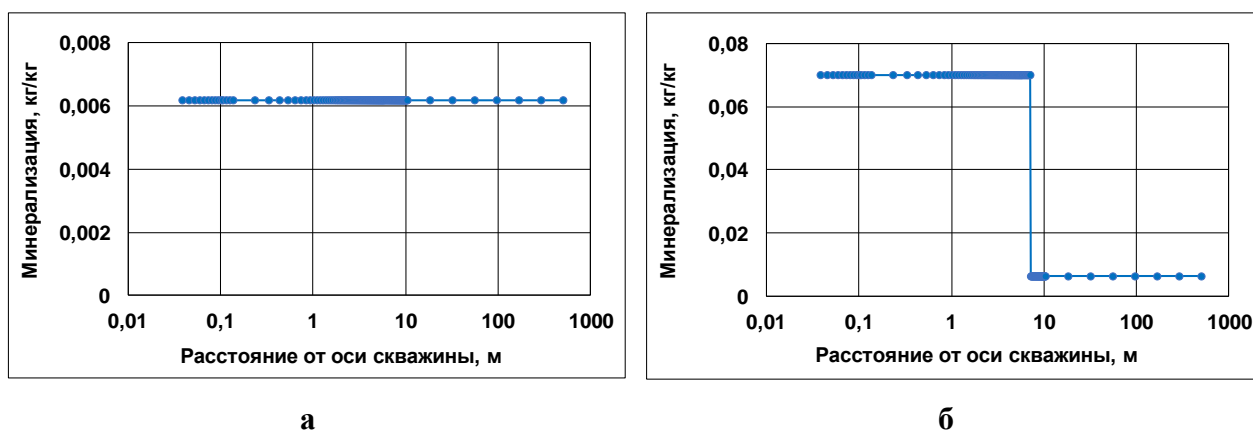 Минерализация, кг/кг
0,008
0,006
0,004
0,002
0
0,01 0,1 1 10 100 1000
Расстояние от оси скважины, м
а
Минерализация, кг/кг
0,08
0,06
0,04
0,02
0
0,01 0,1 1 10 100 1000
Расстояние от оси скважины, м
б